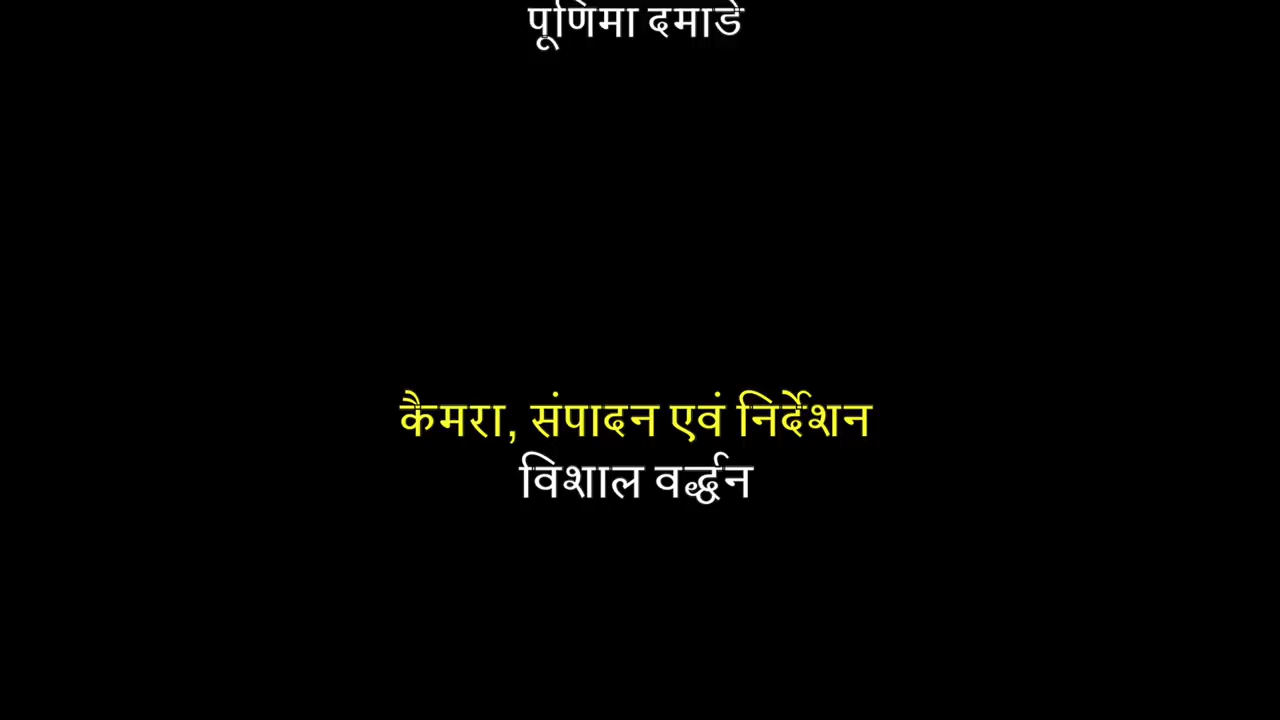 पूर्णिमा दमाडे
कैमरा, संपादन एवं निर्देशन
विशाल वर्द्धन